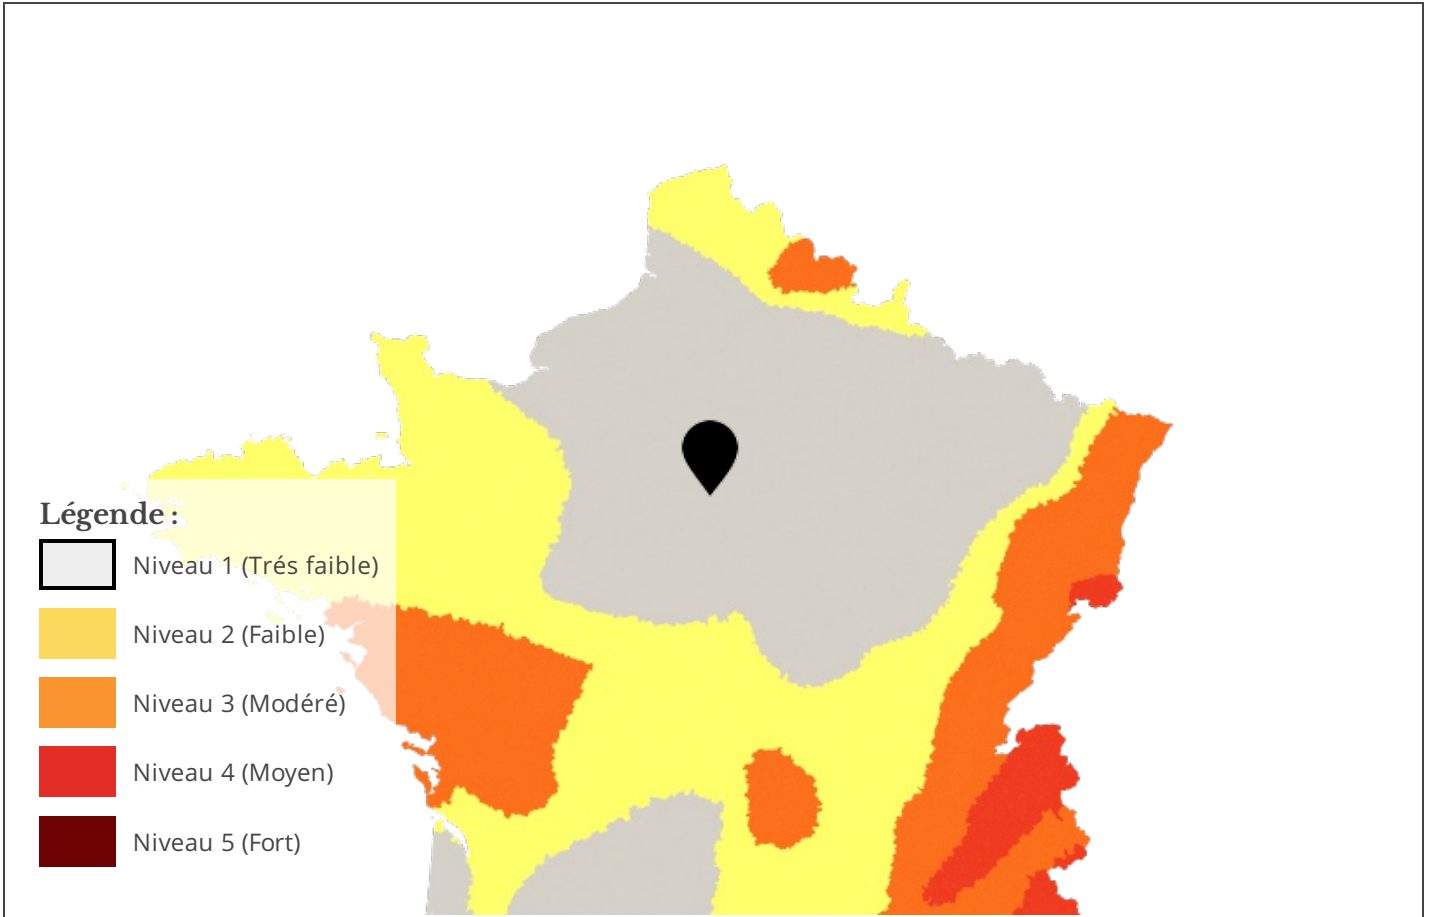 Légende :
Niveau 1 (Trés faible)
Niveau 2 (Faible)
Niveau 3 (Modéré)
Niveau 4 (Moyen)
Niveau 5 (Fort)